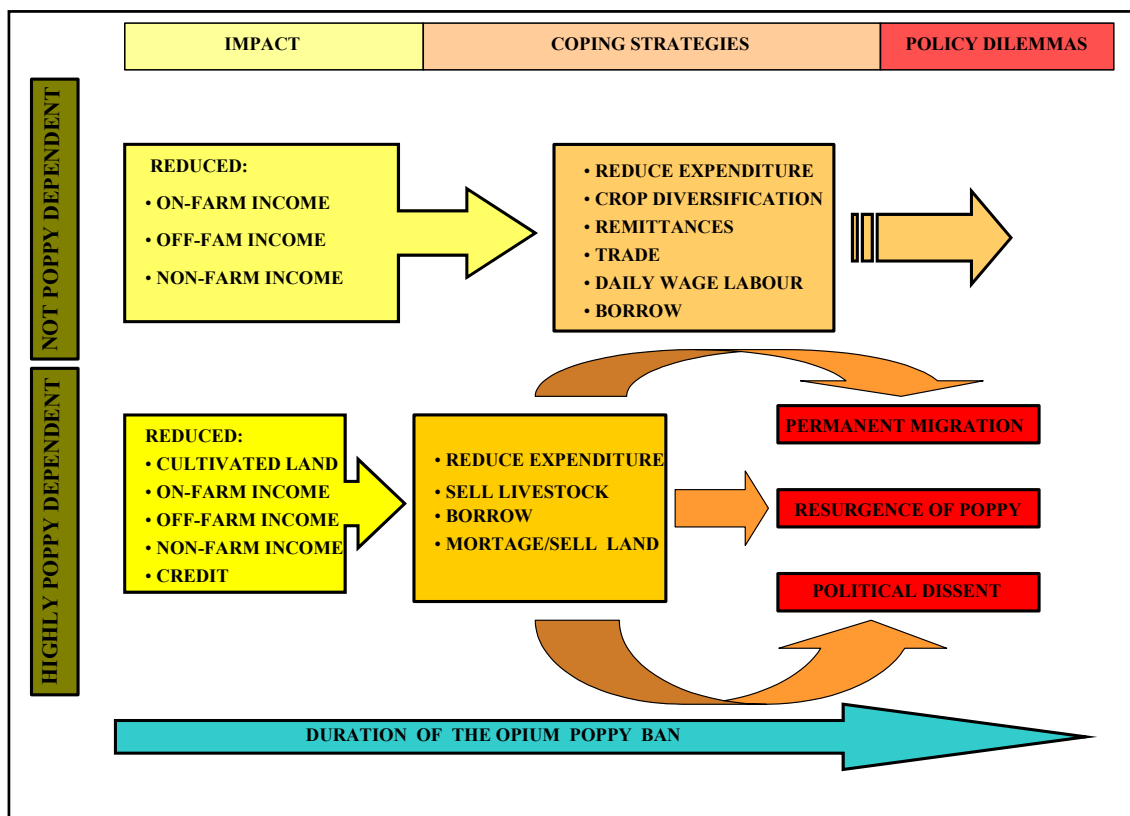 IMPACT
COPING STRATEGIES
POLICY DILEMMAS
NOT POPPY DEPENDENT
REDUCED:
• ON-FARM INCOME
• OFF-FAM INCOME
• NON-FARM INCOME
• REDUCE EXPENDITURE
• CROP DIVERSIFICATION
• REMITTANCES
• TRADE
• DAILY WAGE LABOUR
• BORROW
HIGHLY POPPY DEPENDENT
REDUCED:
• CULTIVATED LAND
• ON-FARM INCOME
• OFF-FARM INCOME
• NON-FARM INCOME
• CREDIT
• REDUCE EXPENDITURE
• SELL LIVESTOCK
• BORROW
• MORTAGE/SELL LAND
PERMANENT MIGRATION
RESURGENCE OF POPPY
POLITICAL DISSENT
DURATION OF THE OPIUM POPPY BAN